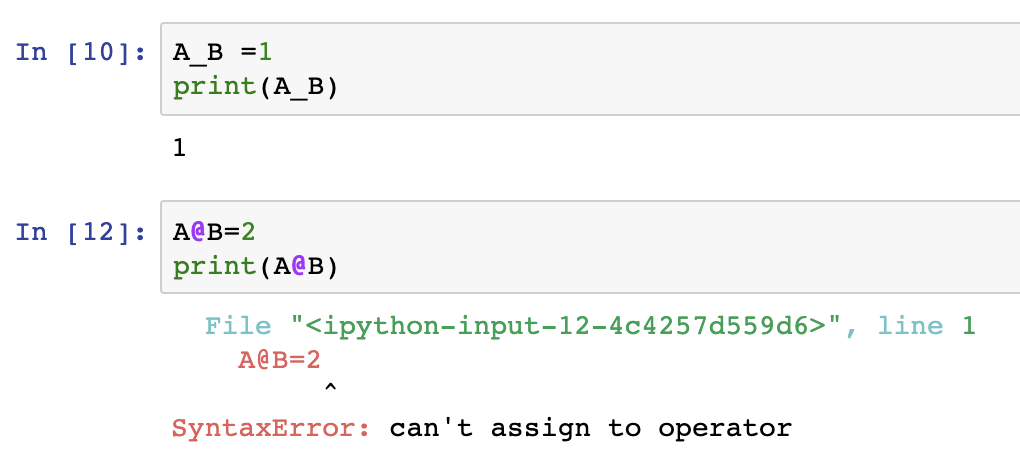 In [10]: A_B =1
print(A_B)
1
In [12]: A@B=2
print(A@B)
File "<ipython-input-12-4c4257d559d6>", line 1
A@B=2
^
SyntaxError: can't assign to operator